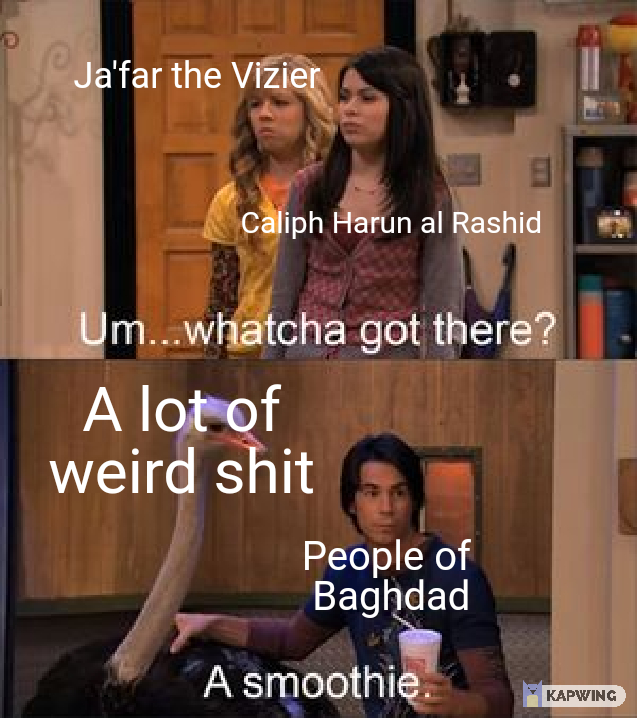 Ja'far the Vizier
Caliph Harun al Rashid
Um...whatcha got there?
A lot of
weird shit
People of
Baghdad
A smoothie.
KAPWING